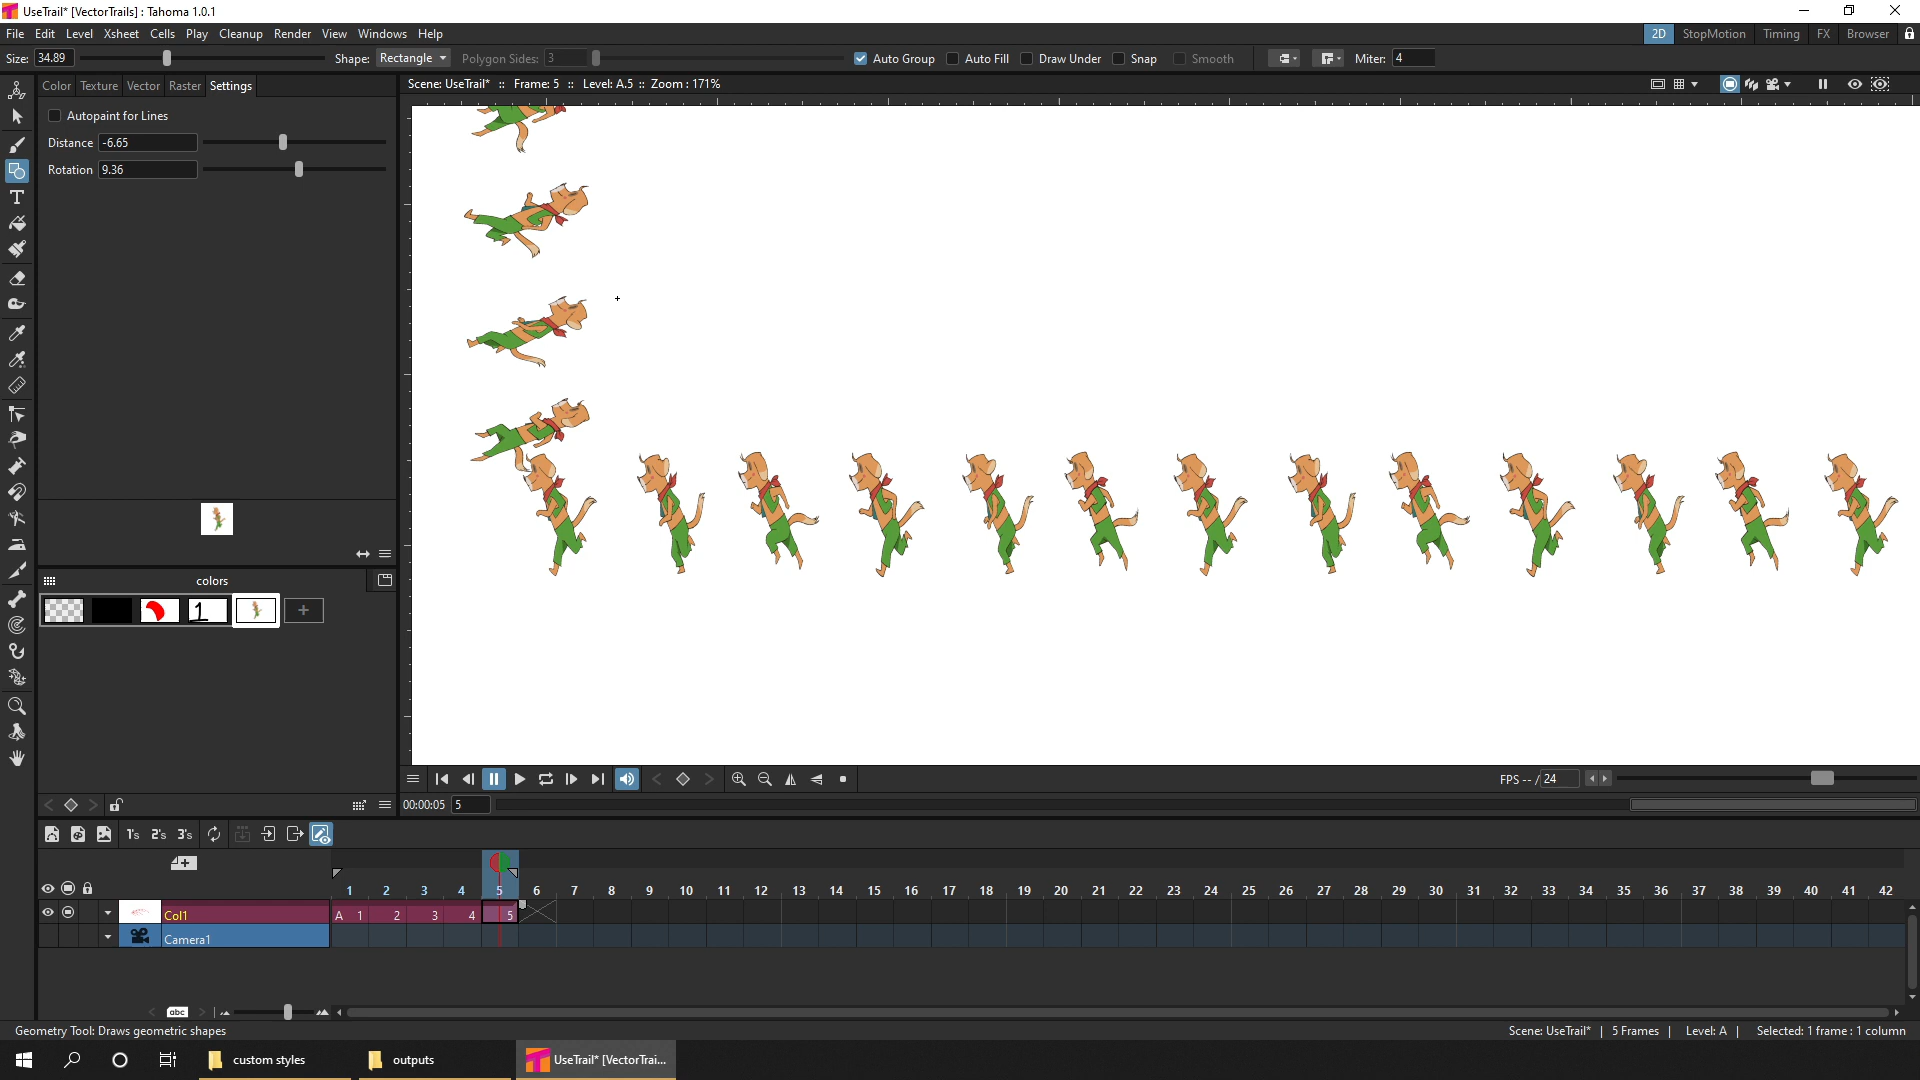 UseTrail* [VectorTrails] : Tahoma 1.0.1
File Edit Level Xsheet Cells Play Cleanup Render View Windows Help
2D StopMotion Timing FX Browser
Size: 34.89 Shape: Rectangle Polygon Sides: 3 Auto Group Auto Fill Draw Under Snap Smooth Miter: 4
Color Texture Vector Raster Settings
Scene: UseTrail* :: Frame: 5 :: Level: A.5 :: Zoom : 171%
Autopaint for Lines
Distance -6.65
Rotation 9.36
colors
1
+
FPS -- / 24
00:00:05 5
1's 2's 3's
1 2 3 4 5 6 7 8 9 10 11 12 13 14 15 16 17 18 19 20 21 22 23 24 25 26 27 28 29 30 31 32 33 34 35 36 37 38 39 40 41 42
Col1 A 1 2 3 4 5
Camera1
abc
Geometry Tool: Draws geometric shapes
Scene: UseTrail* | 5 Frames | Level: A | Selected: 1 frame : 1 column
custom styles outputs UseTrail* [VectorTrai...